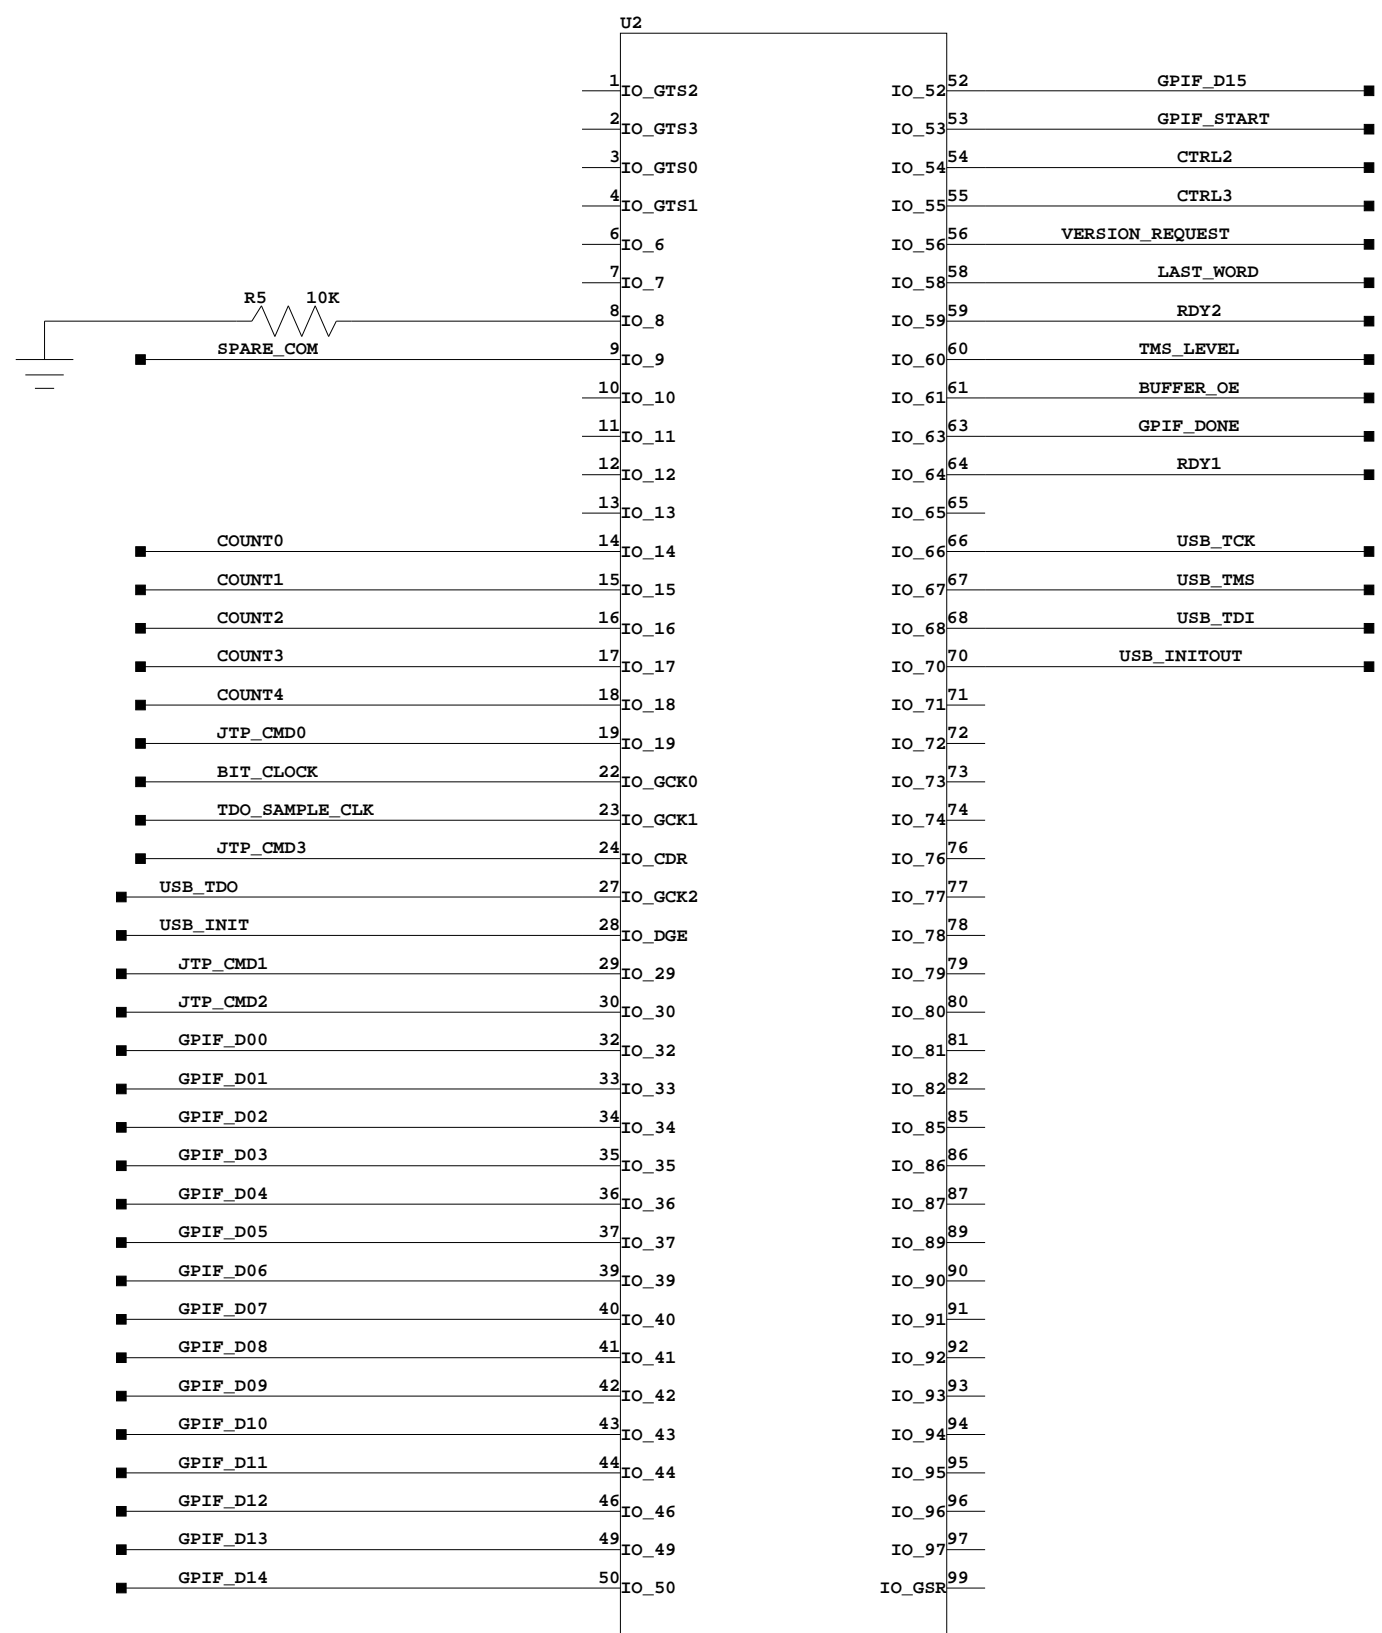 U2
1 IO_GTS2 IO_52 52 GPIF_D15
2 IO_GTS3 IO_53 53 GPIF_START
3 IO_GTS0 IO_54 54 CTRL2
4 IO_GTS1 IO_55 55 CTRL3
6 IO_6 IO_56 56 VERSION_REQUEST
7 IO_7 IO_58 58 LAST_WORD
R5 10K 8 IO_8 IO_59 59 RDY2
SPARE_COM 9 IO_9 IO_60 60 TMS_LEVEL
10 IO_10 IO_61 61 BUFFER_OE
11 IO_11 IO_63 63 GPIF_DONE
12 IO_12 IO_64 64 RDY1
13 IO_13 IO_65 65
COUNT0 14 IO_14 IO_66 66 USB_TCK
COUNT1 15 IO_15 IO_67 67 USB_TMS
COUNT2 16 IO_16 IO_68 68 USB_TDI
COUNT3 17 IO_17 IO_70 70 USB_INITOUT
COUNT4 18 IO_18 IO_71 71
JTP_CMD0 19 IO_19 IO_72 72
BIT_CLOCK 22 IO_GCK0 IO_73 73
TDO_SAMPLE_CLK 23 IO_GCK1 IO_74 74
JTP_CMD3 24 IO_CDR IO_76 76
USB_TDO 27 IO_GCK2 IO_77 77
USB_INIT 28 IO_DGE IO_78 78
JTP_CMD1 29 IO_29 IO_79 79
JTP_CMD2 30 IO_30 IO_80 80
GPIF_D00 32 IO_32 IO_81 81
GPIF_D01 33 IO_33 IO_82 82
GPIF_D02 34 IO_34 IO_85 85
GPIF_D03 35 IO_35 IO_86 86
GPIF_D04 36 IO_36 IO_87 87
GPIF_D05 37 IO_37 IO_89 89
GPIF_D06 39 IO_39 IO_90 90
GPIF_D07 40 IO_40 IO_91 91
GPIF_D08 41 IO_41 IO_92 92
GPIF_D09 42 IO_42 IO_93 93
GPIF_D10 43 IO_43 IO_94 94
GPIF_D11 44 IO_44 IO_95 95
GPIF_D12 46 IO_46 IO_96 96
GPIF_D13 49 IO_49 IO_97 97
GPIF_D14 50 IO_50 IO_GSR 99